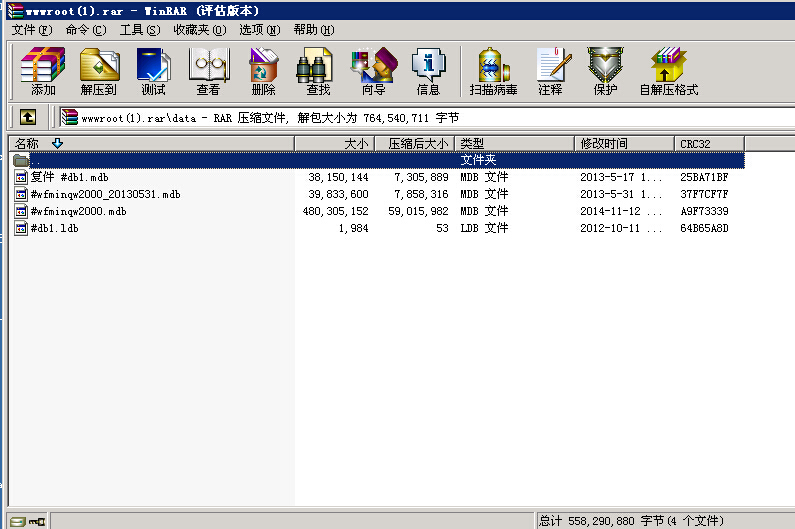 wwwroot(1).rar - WinRAR (评估版本)
文件(F) 命令(C) 工具(S) 收藏夹(O) 选项(N) 帮助(H)
添加 解压到 测试 查看 删除 查找 向导 信息 扫描病毒 注释 保护 自解压格式
wwwroot(1).rar\data - RAR 压缩文件, 解包大小为 764,540,711 字节
名称 大小 压缩后大小 类型 修改时间 CRC32
.. 文件夹
复件 #db1.mdb 38,150,144 7,305,889 MDB 文件 2013-5-17 1... 25BA71BF
#wfminqw2000_20130531.mdb 39,833,600 7,858,316 MDB 文件 2013-5-31 1... 37F7CF7F
#wfminqw2000.mdb 480,305,152 59,015,982 MDB 文件 2014-11-12 ... A9F73339
#db1.ldb 1,984 53 LDB 文件 2012-10-11 ... 64B65A8D
总计 558,290,880 字节(4 个文件)